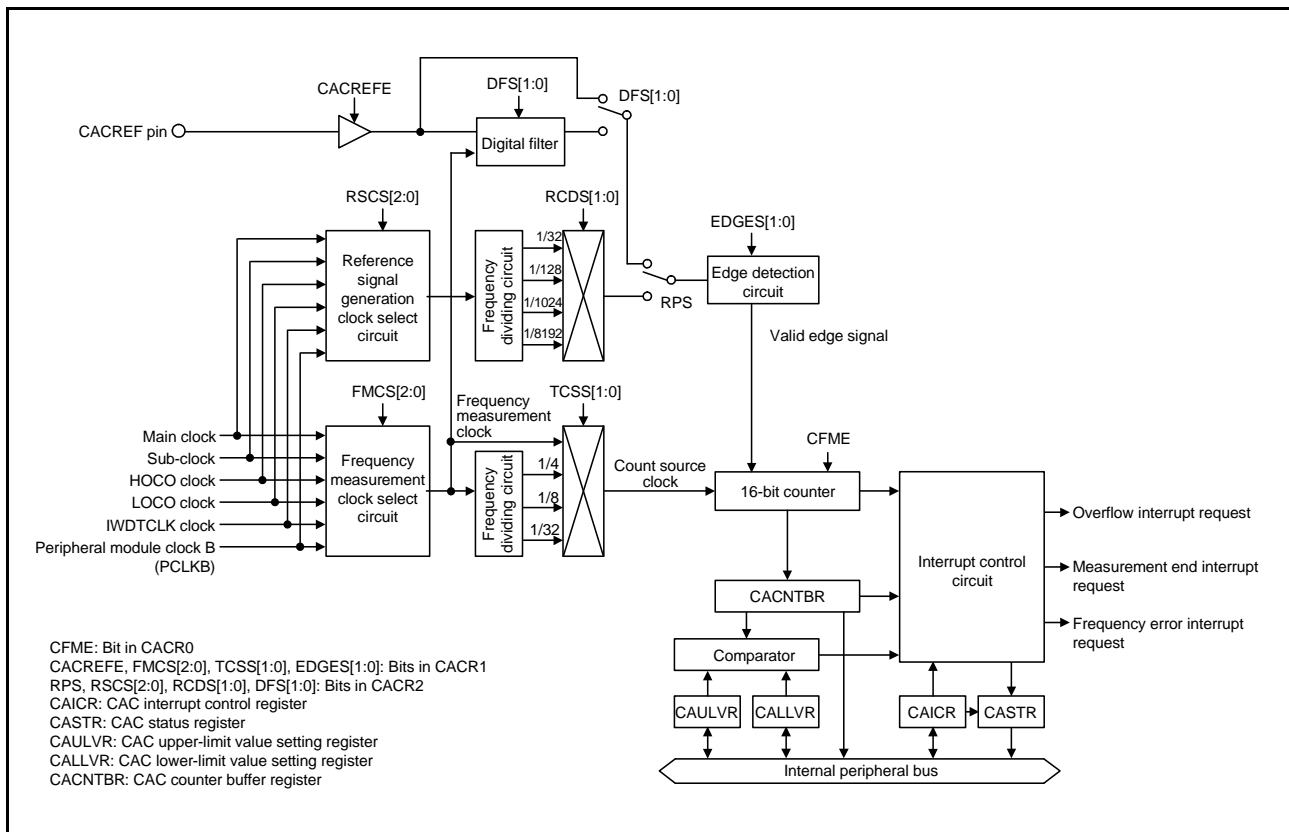 CACREFE
DFS[1:0]
DFS[1:0]
CACREF pin
Digital filter
RSCS[2:0]
RCDS[1:0]
EDGES[1:0]
Reference
signal
generation
clock select
circuit
Frequency
dividing circuit
1/32
1/128
1/1024
1/8192
RPS
Edge detection
circuit
Valid edge signal
FMCS[2:0]
Frequency
measurement
clock
TCSS[1:0]
CFME
Main clock
Sub-clock
HOCO clock
LOCO clock
IWDTCLK clock
Peripheral module clock B
(PCLKB)
Frequency
measurement
clock select
circuit
Frequency
dividing circuit
1/4
1/8
1/32
Count source
clock
16-bit counter
Interrupt control
circuit
Overflow interrupt request
Measurement end interrupt
request
Frequency error interrupt
request
CACNTBR
Comparator
CAULVR
CALLVR
CAICR
CASTR
Internal peripheral bus
CFME: Bit in CACR0
CACREFE, FMCS[2:0], TCSS[1:0], EDGES[1:0]: Bits in CACR1
RPS, RSCS[2:0], RCDS[1:0], DFS[1:0]: Bits in CACR2
CAICR: CAC interrupt control register
CASTR: CAC status register
CAULVR: CAC upper-limit value setting register
CALLVR: CAC lower-limit value setting register
CACNTBR: CAC counter buffer register